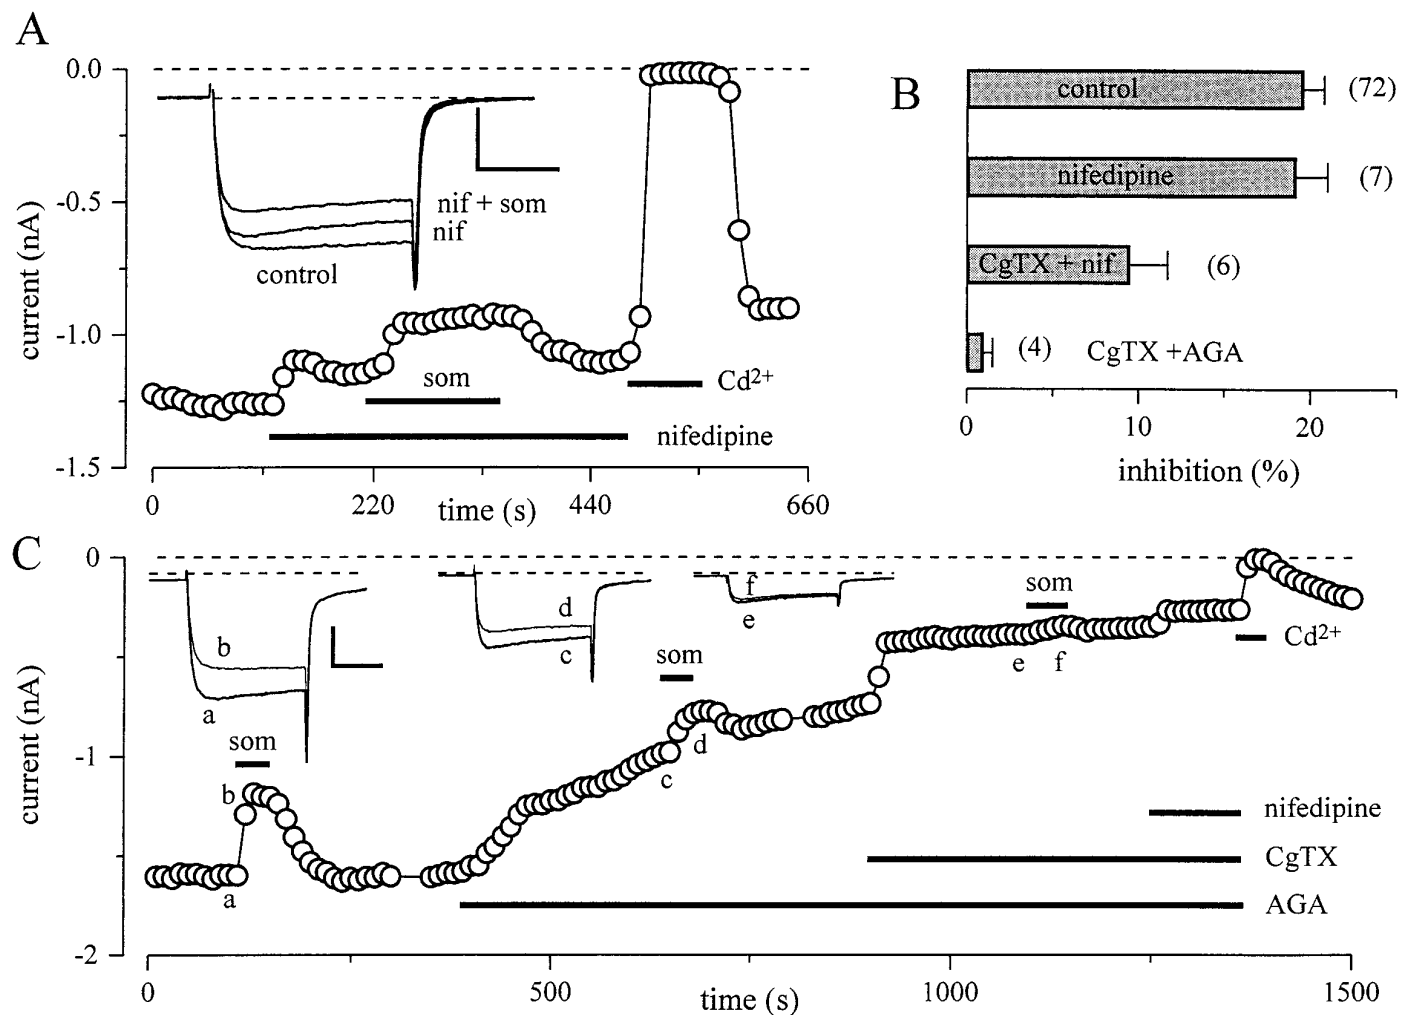 A
0.0
-0.5
-1.0
-1.5
current (nA)
nif + som
nif
control
som
Cd²⁺
nifedipine
0
220
440
660
time (s)
B
control
(72)
nifedipine
(7)
CgTX + nif
(6)
(4)
CgTX +AGA
0
10
20
inhibition (%)
C
0
-1
-2
current (nA)
b
a
som
b
a
d
c
som
d
c
f
e
som
e
f
Cd²⁺
nifedipine
CgTX
AGA
0
500
1000
1500
time (s)